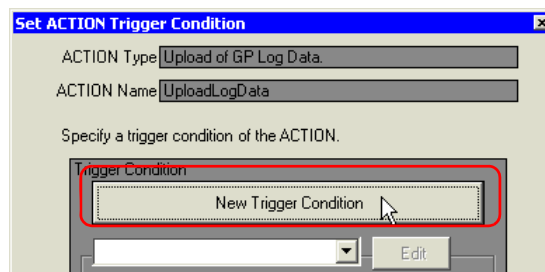 Set ACTION Trigger Condition
ACTION Type Upload of GP Log Data.
ACTION Name UploadLogData
Specify a trigger condition of the ACTION.
Trigger Condition
New Trigger Condition
Edit